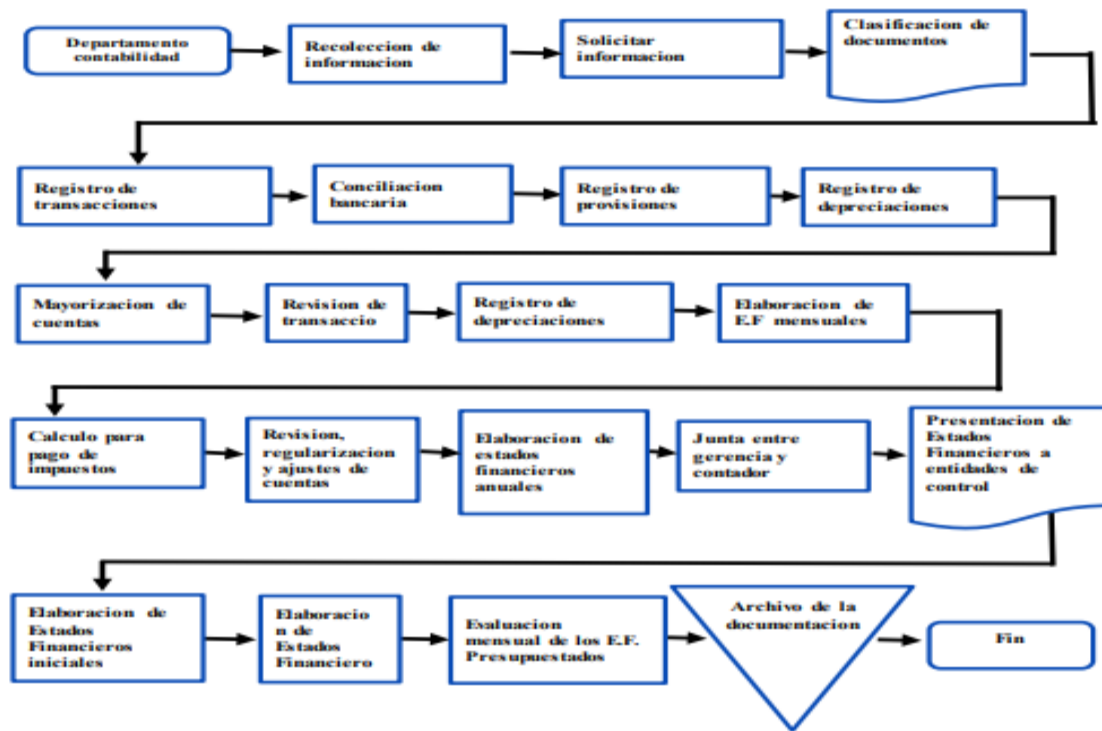 Departamento
contabilidad
Recoleccion de
informacion
Solicitar
informacion
Clasificacion de
documentos
Registro de
transacciones
Conciliacion
bancaria
Registro de
provisiones
Registro de
depreciaciones
Mayorizacion de
cuentas
Revision de
transaccio
Registro de
depreciaciones
Elaboracion de
E.F mensuales
Calculo para
pago de
impuestos
Revision,
regularizacion
y ajustes de
cuentas
Elaboracion de
estados
financieros
anuales
Junta entre
gerencia y
contador
Presentacion de
Estados
Financieros a
entidades de
control
Elaboracion de
Estados
Financieros
iniciales
Elaboracio
n de
Estados
Financiero
Evaluacion
mensual de los E.F.
Presupuestados
Archivo de la
documentacion
Fin